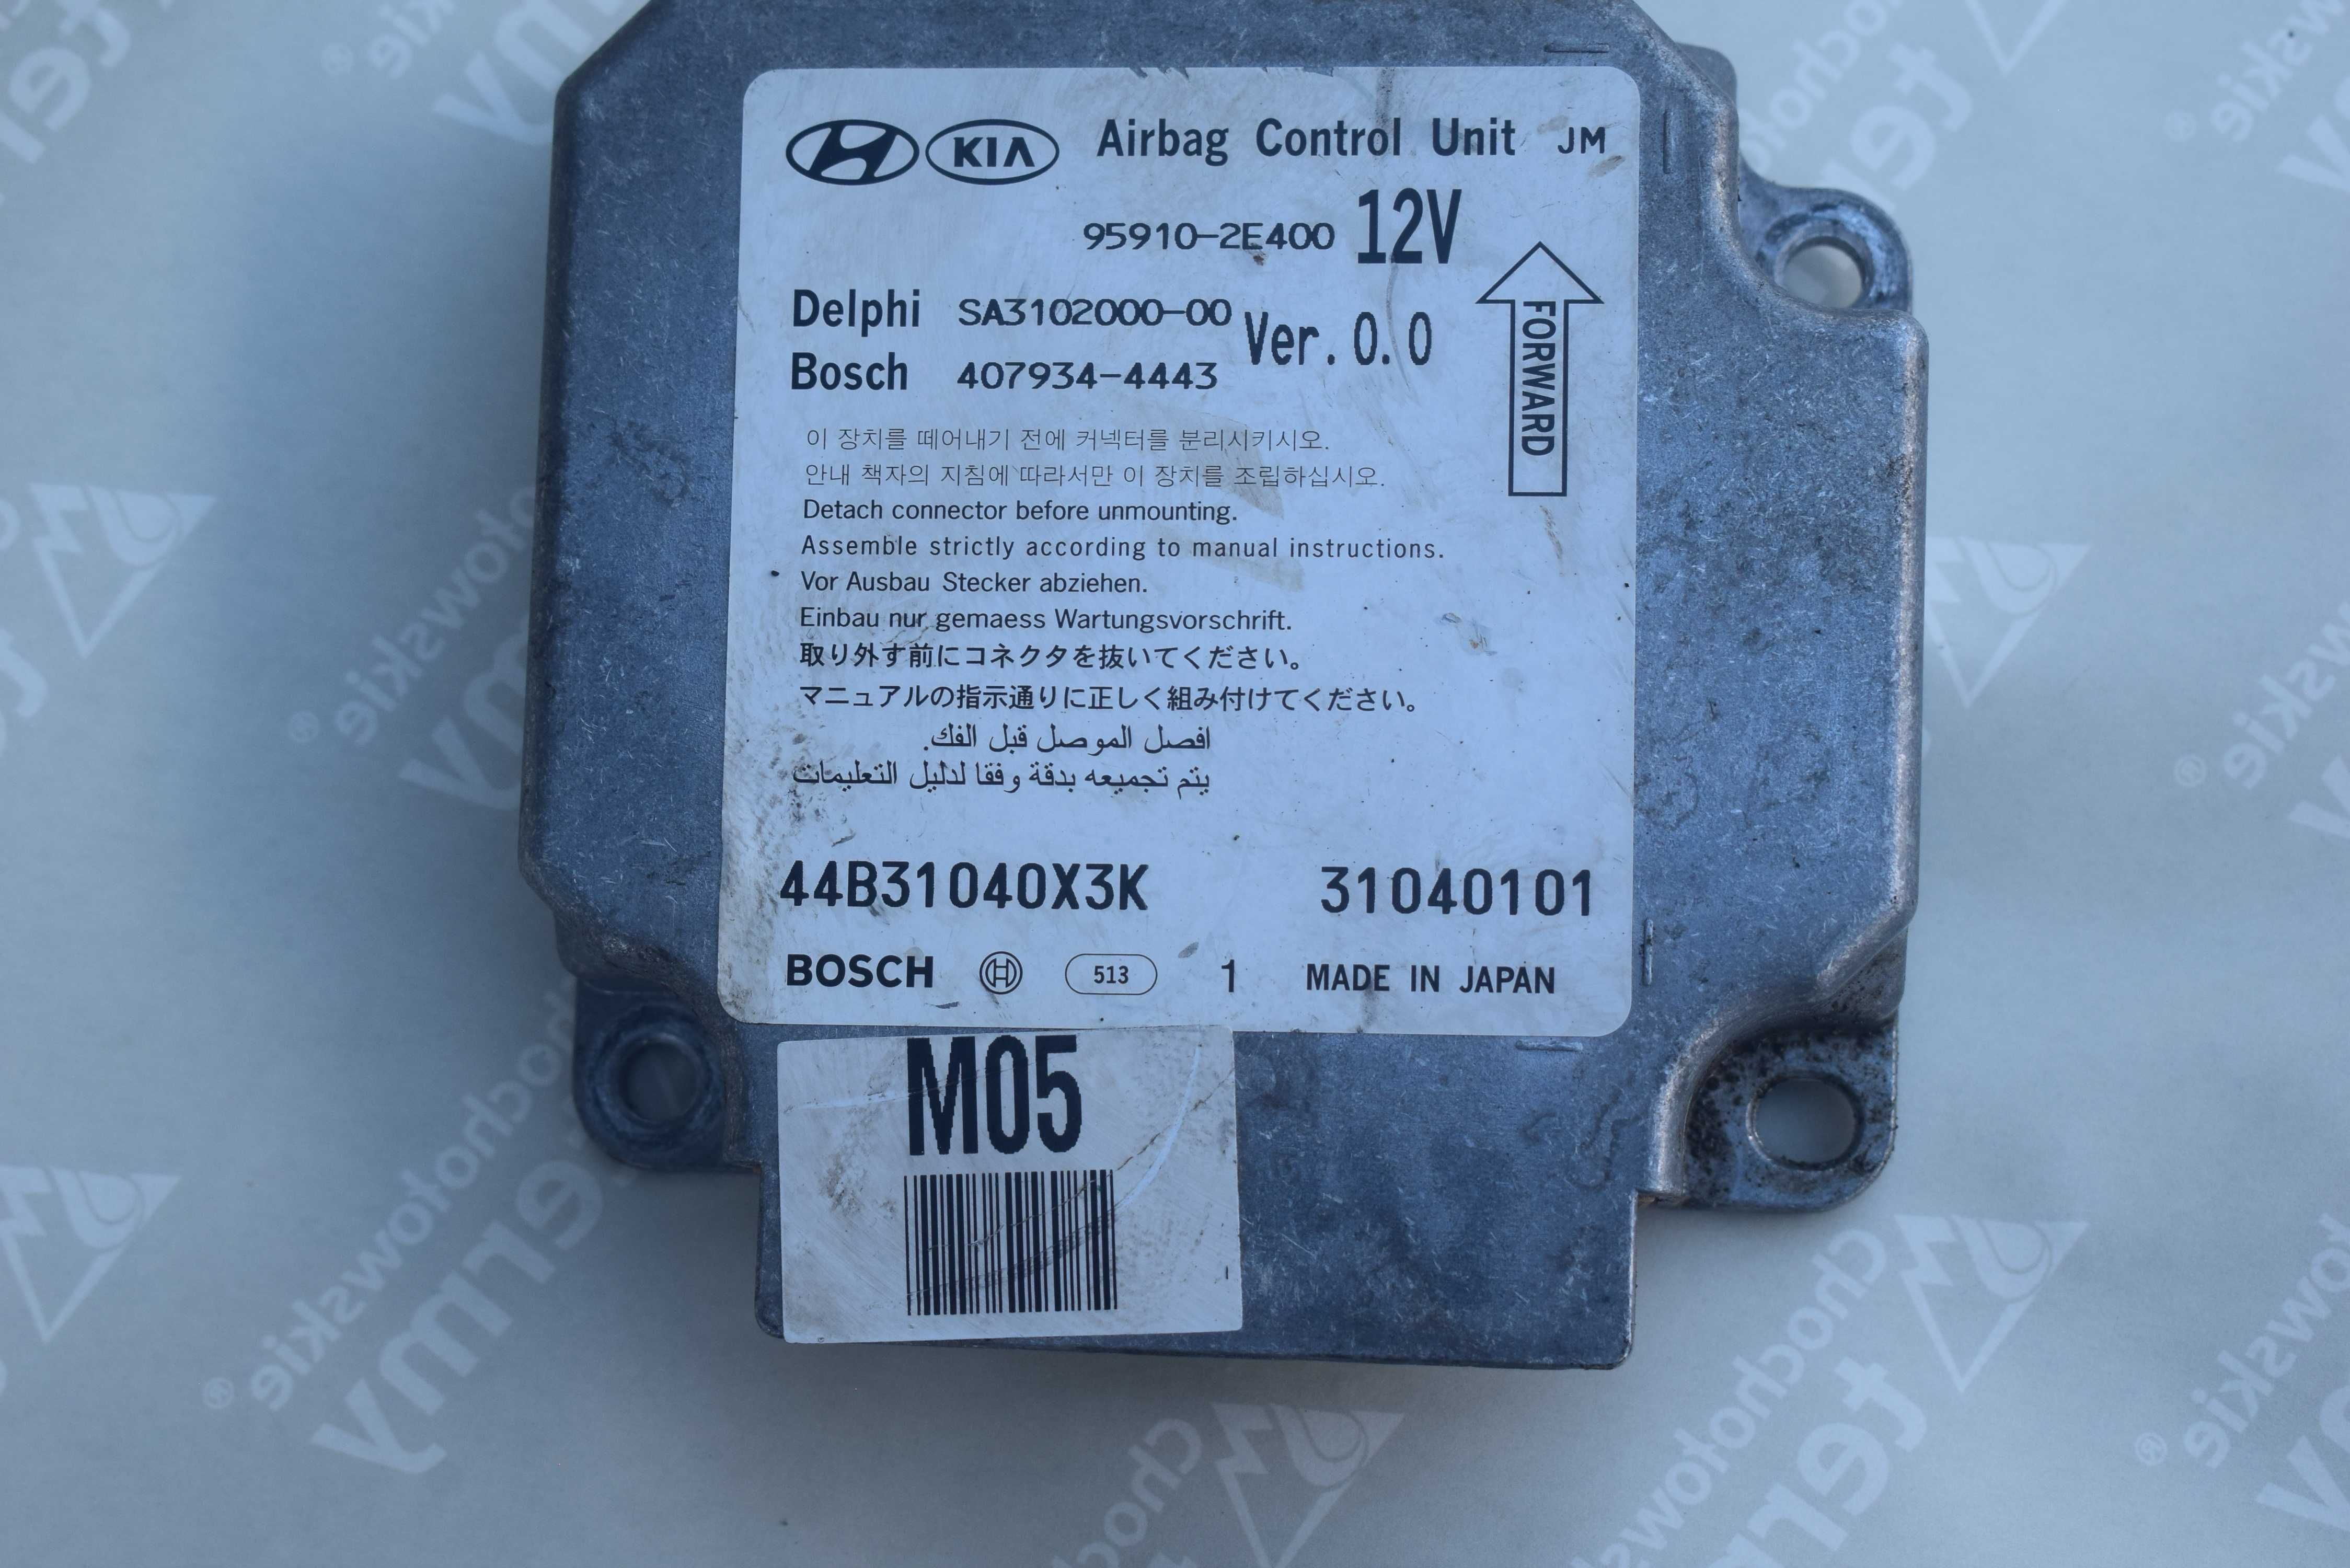 KIA Airbag Control Unit JM
95910-2E400 12V
Delphi SA3102000-00 Ver.0.0
Bosch 407934-4443
FORWARD
이 장치를 떼어내기 전에 커넥터를 분리시키시오.
안내 책자의 지침에 따라서만 이 장치를 조립하십시오.
Detach connector before unmounting.
Assemble strictly according to manual instructions.
Vor Ausbau Stecker abziehen.
Einbau nur gemaess Wartungsvorschrift.
取り外す前にコネクタを抜いてください。
マニュアルの指示通りに正しく組み付けてください。
افصل الموصل قبل الفك.
يتم تجميعه بدقة وفقا لدليل التعليمات
44B31040X3K 31040101
BOSCH 513 1 MADE IN JAPAN
M05
termy
Chochołowskie®